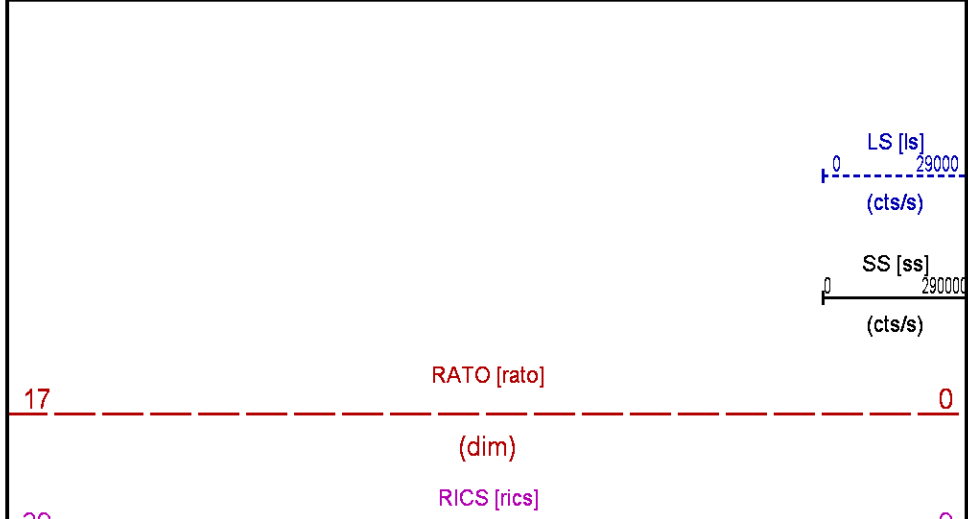 LS [ls]
0 29000
(cts/s)
SS [ss]
0 290000
(cts/s)
RATO [rato]
17 0
(dim)
RICS [rics]